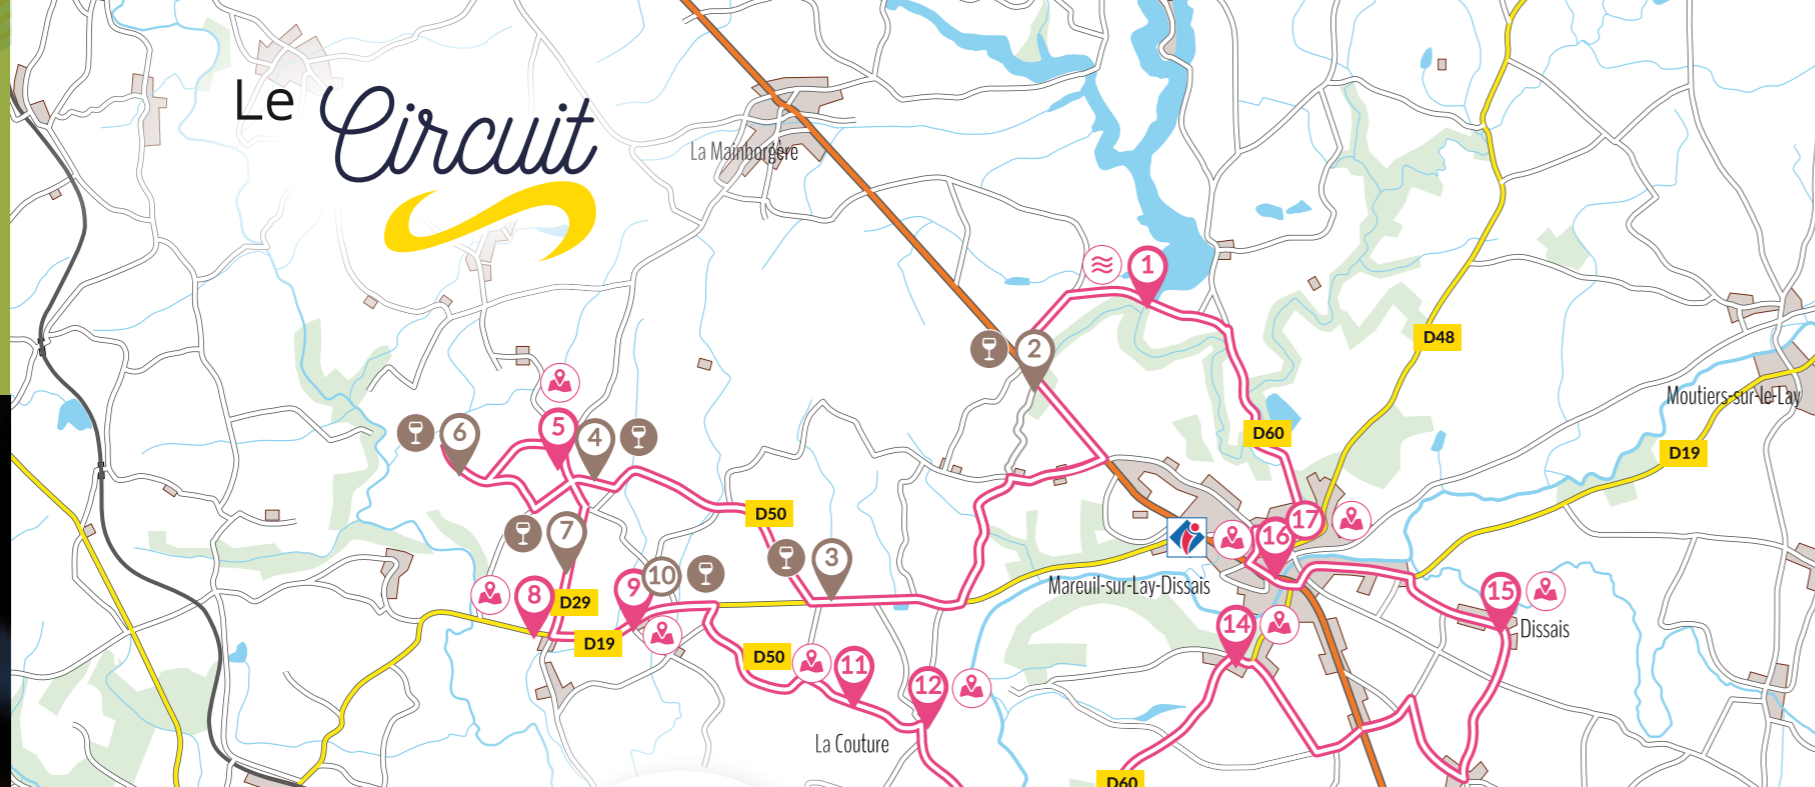 Le Circuit
La Mainborgère
1
2
D48
Moutiers-sur-le-Lay
5
6
4
D60
D19
D50
7
3
17
16
Mareuil-sur-Lay-Dissais
10
9
8
D29
15
14
Dissais
D19
D50
11
12
La Couture
D60